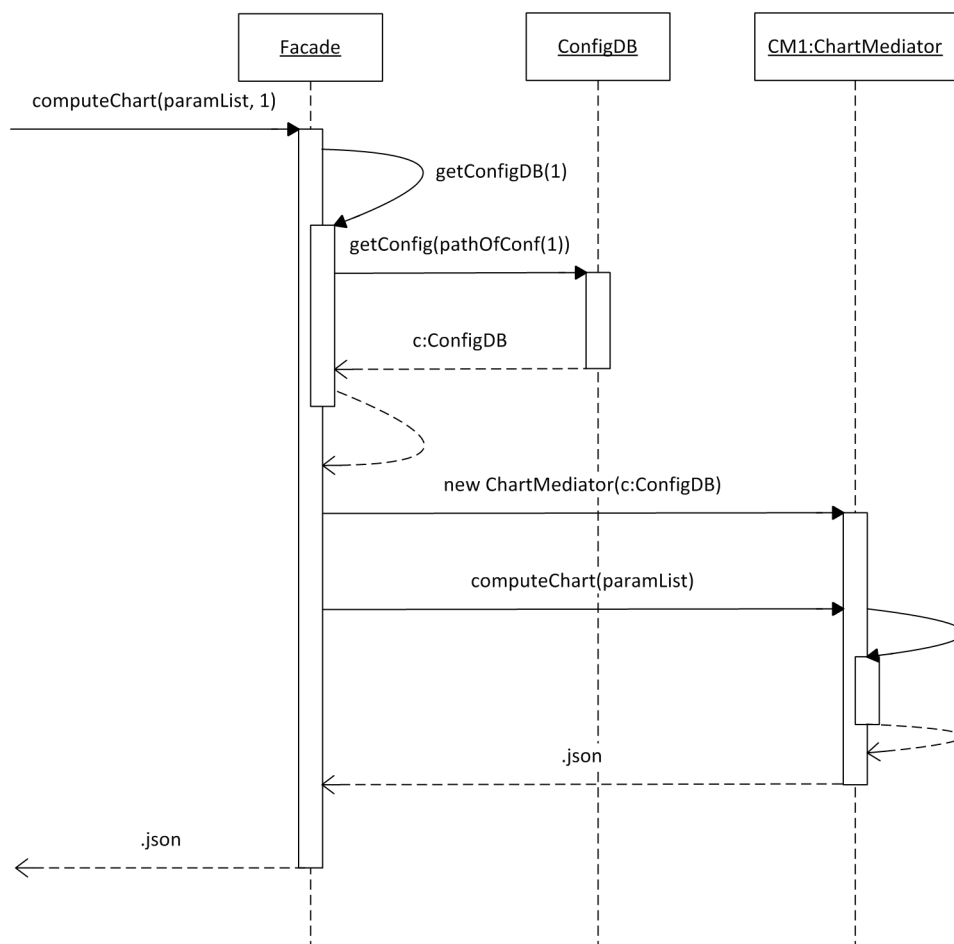 Facade
ConfigDB
CM1:ChartMediator
computeChart(paramList, 1)
getConfigDB(1)
getConfig(pathOfConf(1))
c:ConfigDB
new ChartMediator(c:ConfigDB)
computeChart(paramList)
.json
.json